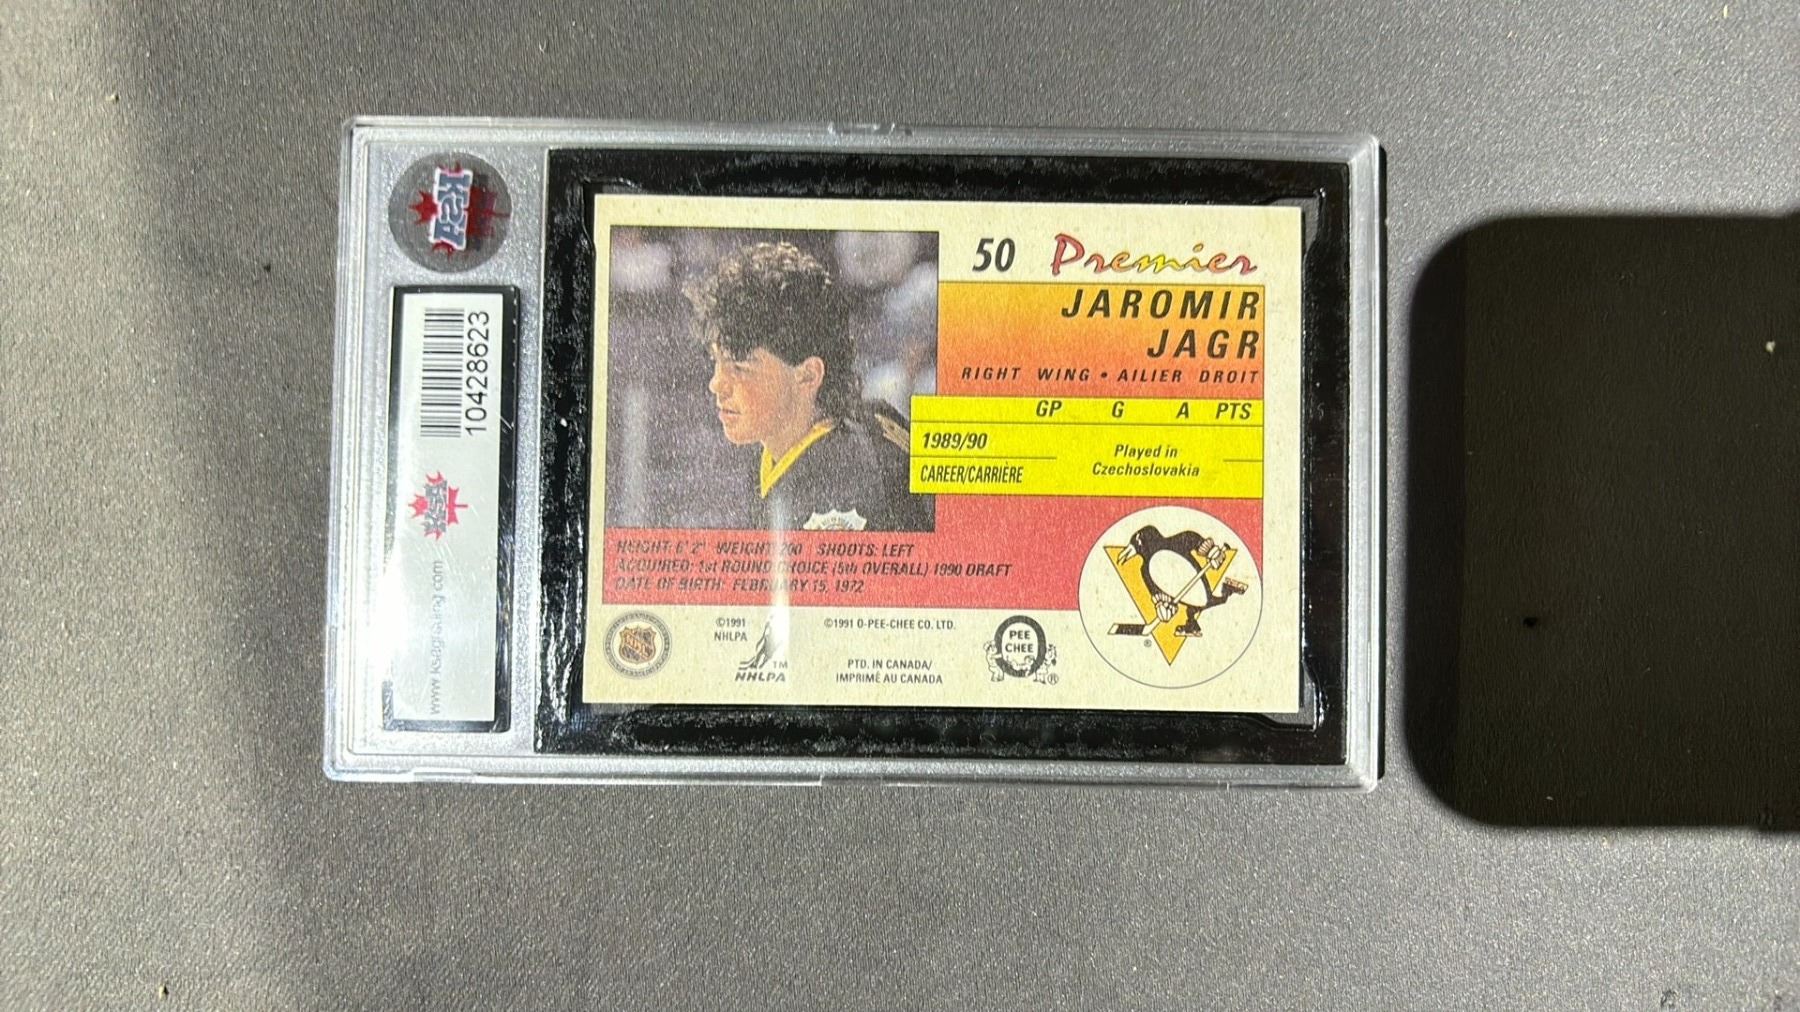 KSA
10428623
KSA
www.ksagrading.com
50 Premier
JAROMIR
JAGR
RIGHT WING • AILIER DROIT
GP G A PTS
1989/90
CAREER/CARRIÈRE
Played in
Czechoslovakia
HEIGHT: 6' 2" WEIGHT: 200 SHOOTS: LEFT
ACQUIRED: 1st ROUND CHOICE (5th OVERALL) 1990 DRAFT
DATE OF BIRTH: FEBRUARY 15, 1972
NHL
©1991
NHLPA
TM
NHLPA
©1991 O-PEE-CHEE CO. LTD.
PTD. IN CANADA/
IMPRIMÉ AU CANADA
PEE
CHEE
®
®